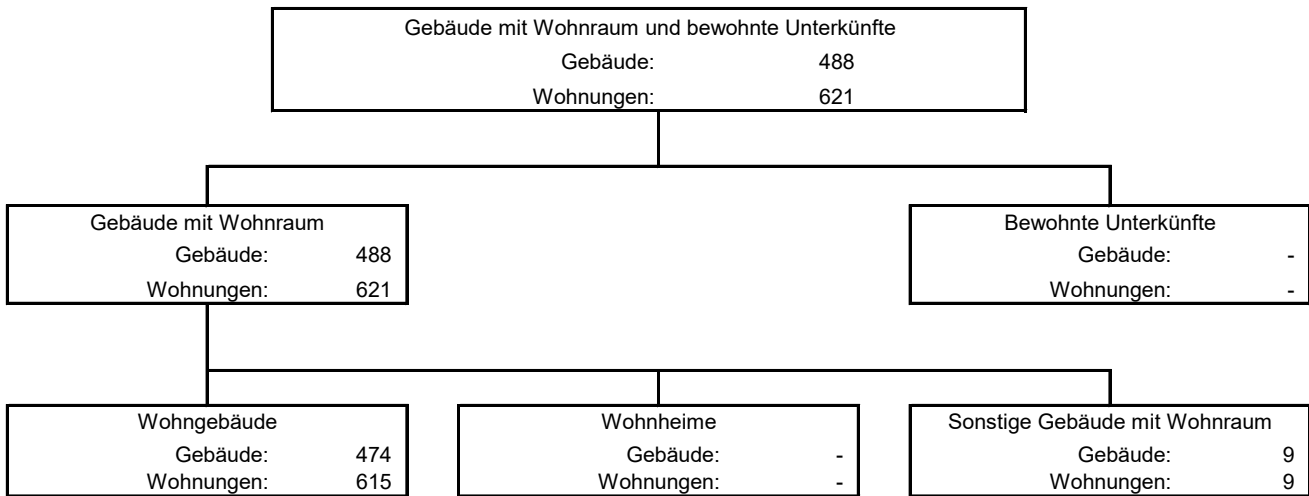 Gebäude mit Wohnraum und bewohnte Unterkünfte
Gebäude: 488
Wohnungen: 621
Gebäude mit Wohnraum
Gebäude: 488
Wohnungen: 621
Bewohnte Unterkünfte
Gebäude: -
Wohnungen: -
Wohngebäude
Gebäude: 474
Wohnungen: 615
Wohnheime
Gebäude: -
Wohnungen: -
Sonstige Gebäude mit Wohnraum
Gebäude: 9
Wohnungen: 9